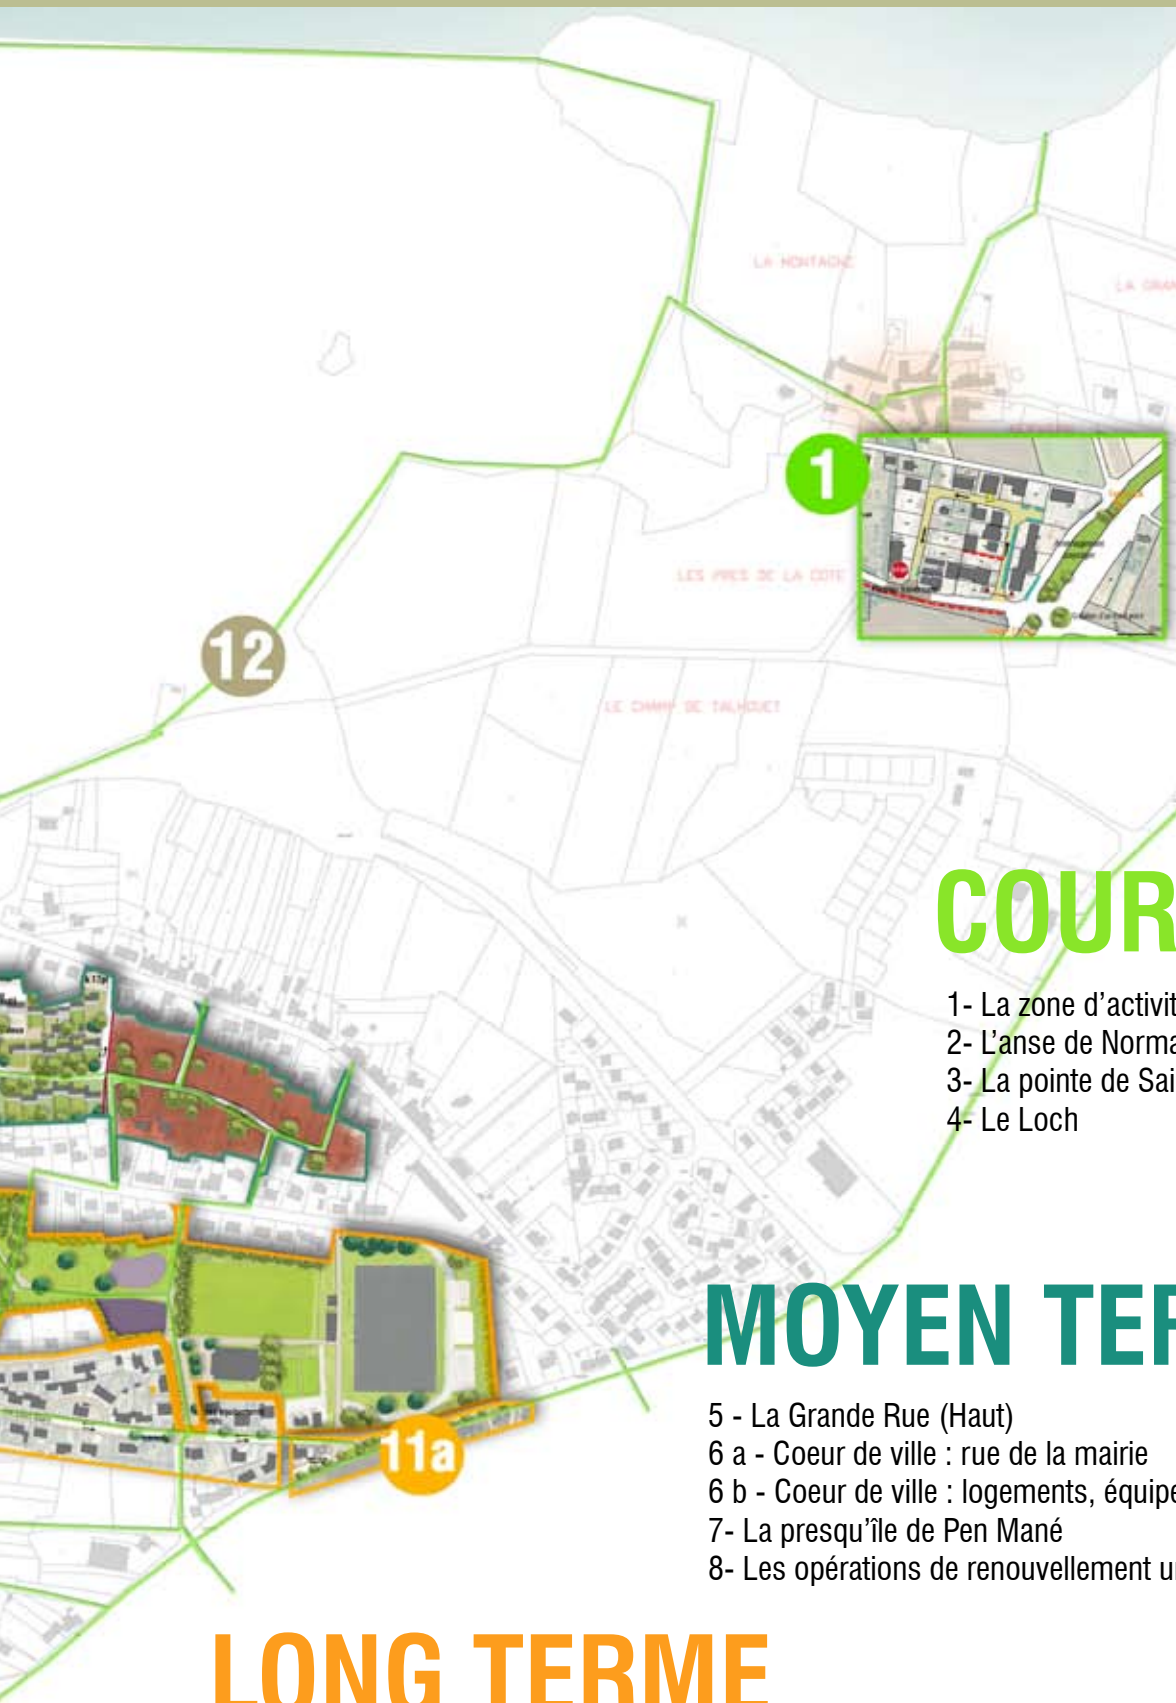 LA MONTAGNE
LA GRAN
1
LES PRES DE LA COTE
12
LE CHAMP DE TALHOUET
COUR
1- La zone d’activit
2- L’anse de Norma
3- La pointe de Sai
4- Le Loch
MOYEN TER
5 - La Grande Rue (Haut)
6 a - Coeur de ville : rue de la mairie
6 b - Coeur de ville : logements, équipe
7- La presqu’île de Pen Mané
8- Les opérations de renouvellement u
11a
LONG TERME